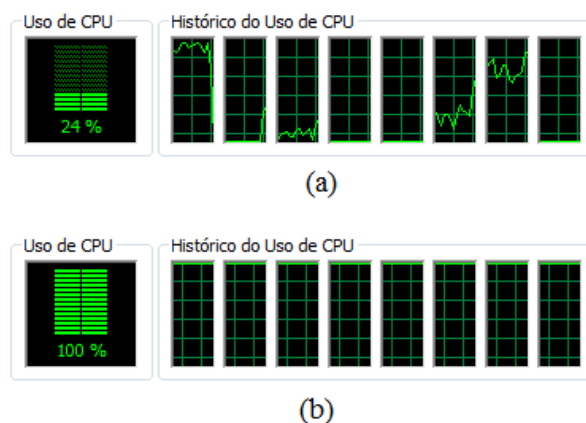 Uso de CPU
Histórico do Uso de CPU
24 %
(a)
Uso de CPU
Histórico do Uso de CPU
100 %
(b)